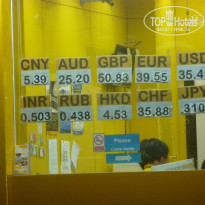 TOP Hotels
CNY AUD GBP EUR USD
5.39 25.20 50.83 39.55 35.4
INR RUB HKD CHF JPY
0.503 0.438 4.53 35.88 310
Please